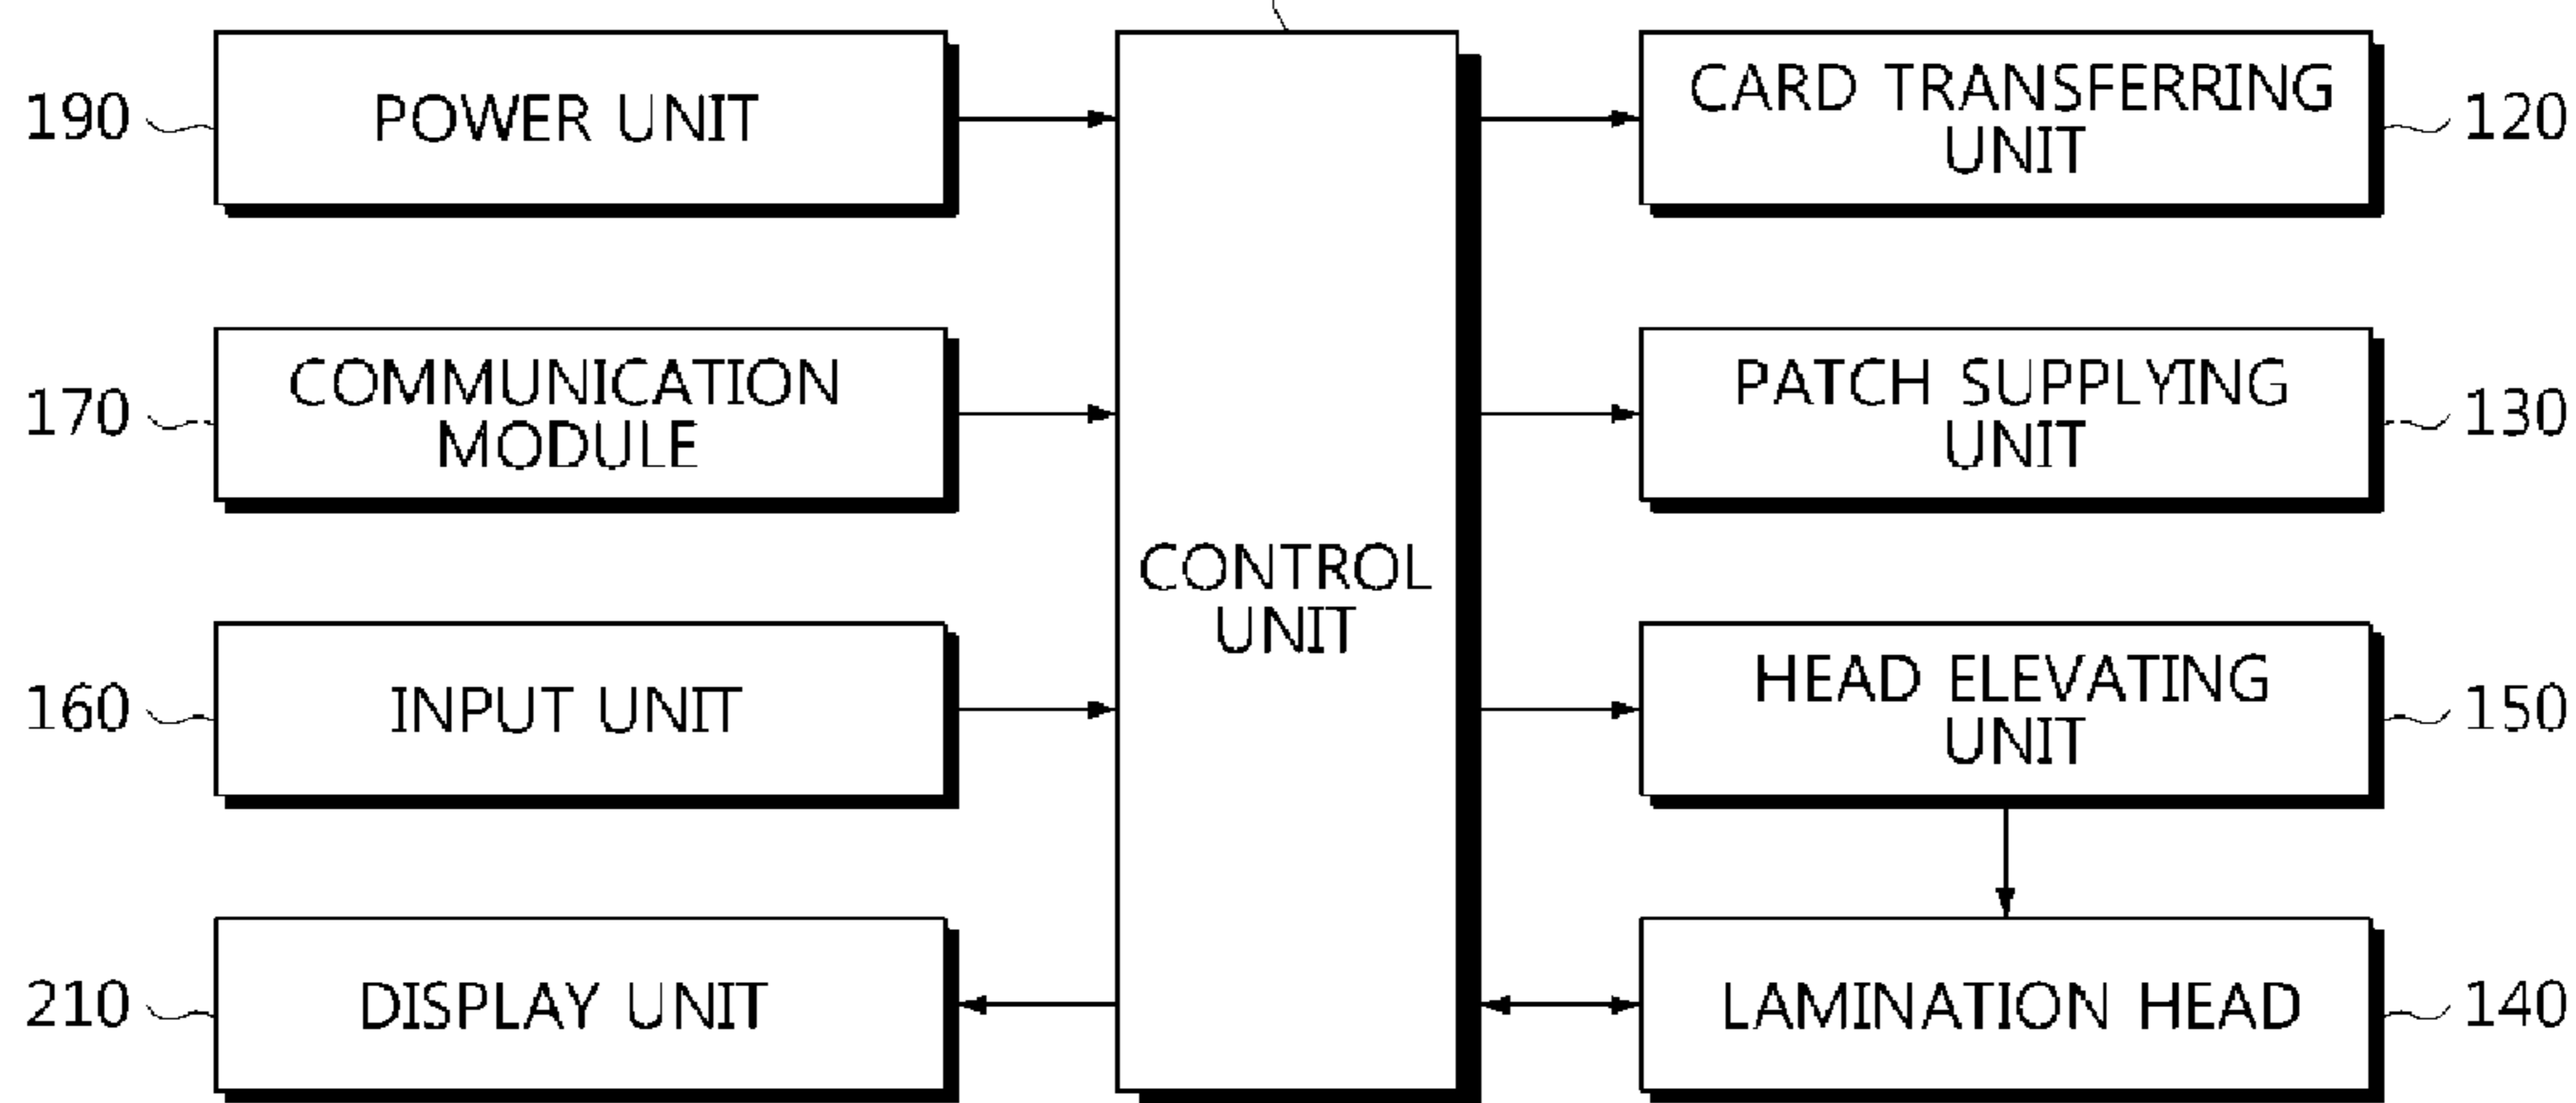 190
POWER UNIT
170
COMMUNICATION
MODULE
160
INPUT UNIT
210
DISPLAY UNIT
CONTROL
UNIT
CARD TRANSFERRING
UNIT
120
PATCH SUPPLYING
UNIT
130
HEAD ELEVATING
UNIT
150
LAMINATION HEAD
140